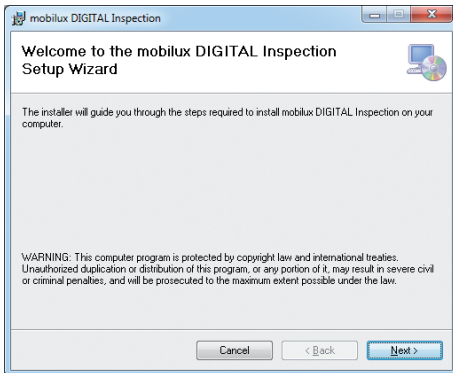 mobilux DIGITAL Inspection
Welcome to the mobilux DIGITAL Inspection
Setup Wizard
The installer will guide you through the steps required to install mobilux DIGITAL Inspection on your
computer.
WARNING: This computer program is protected by copyright law and international treaties.
Unauthorized duplication or distribution of this program, or any portion of it, may result in severe civil
or criminal penalties, and will be prosecuted to the maximum extent possible under the law.
Cancel < Back Next >